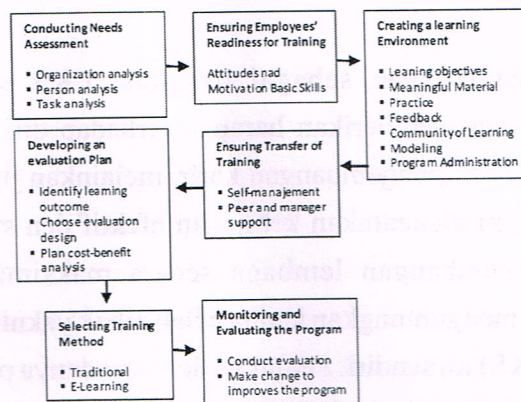 Conducting Needs
Assessment
▪ Organization analysis
▪ Person analysis
▪ Task analysis
Ensuring Employees'
Readiness for Training
Attitudes nad
Motivation Basic Skills
Creating a learning
Environment
▪ Leaning objectives
▪ Meaningful Material
▪ Practice
▪ Feedback
▪ Community of Learning
▪ Modeling
▪ Program Administration
Ensuring Transfer of
Training
▪ Self-manajement
▪ Peer and manager
support
Developing an
evaluation Plan
▪ Identify learning
outcome
▪ Choose evaluation
design
▪ Plan cost-benefit
analysis
Selecting Training
Method
▪ Traditional
▪ E-Learning
Monitoring and
Evaluating the Program
▪ Conduct evaluation
▪ Make change to
improves the program